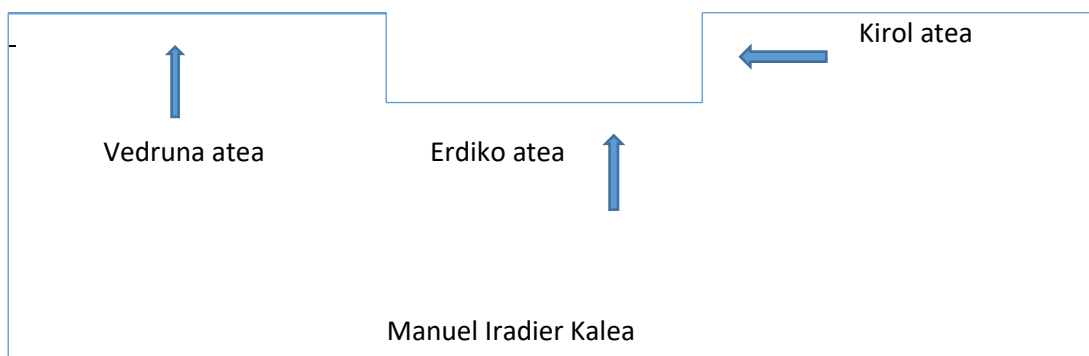 Kirol atea
Vedruna atea
Erdiko atea
Manuel Iradier Kalea